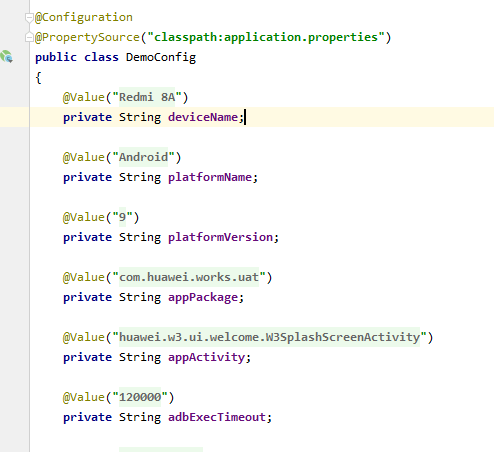 @Configuration
@PropertySource("classpath:application.properties")
public class DemoConfig
{
@Value("Redmi 8A")
private String deviceName;
@Value("Android")
private String platformName;
@Value("9")
private String platformVersion;
@Value("com.huawei.works.uat")
private String appPackage;
@Value("huawei.w3.ui.welcome.W3SplashScreenActivity")
private String appActivity;
@Value("120000")
private String adbExecTimeout;